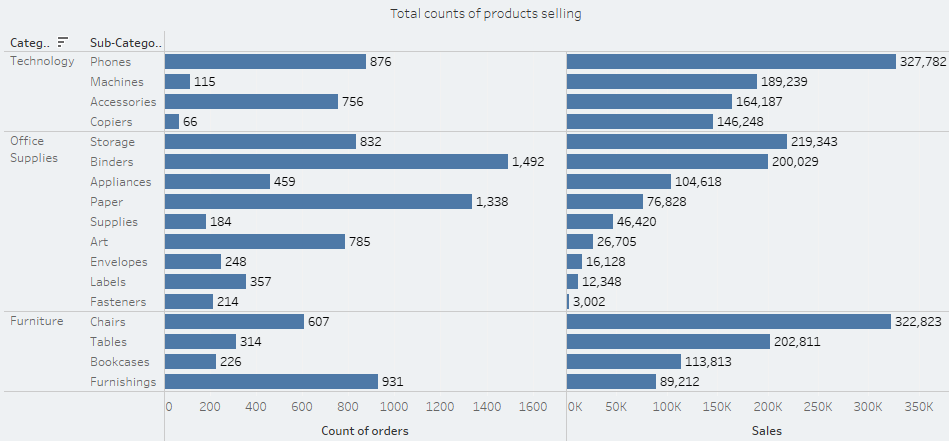 Total counts of products selling
Categ.. Sub-Catego..
Technology Phones 876 327,782
Machines 115 189,239
Accessories 756 164,187
Copiers 66 146,248
Office Storage 832 219,343
Supplies Binders 1,492 200,029
Appliances 459 104,618
Paper 1,338 76,828
Supplies 184 46,420
Art 785 26,705
Envelopes 248 16,128
Labels 357 12,348
Fasteners 214 3,002
Furniture Chairs 607 322,823
Tables 314 202,811
Bookcases 226 113,813
Furnishings 931 89,212
0 200 400 600 800 1000 1200 1400 1600 0K 50K 100K 150K 200K 250K 300K 350K
Count of orders Sales